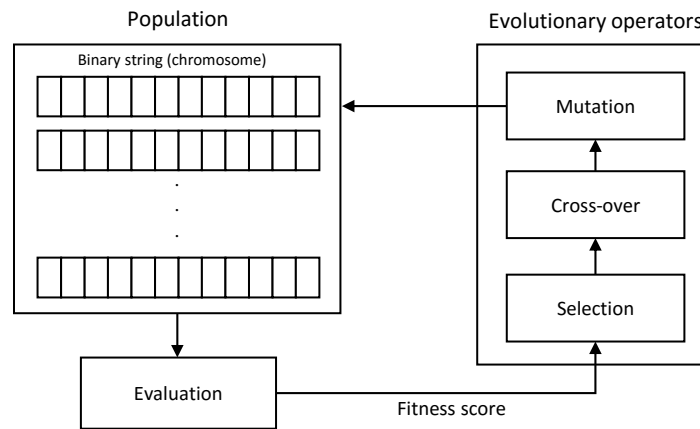 Population
Evolutionary operators
Binary string (chromosome)
Mutation
Cross-over
Selection
Evaluation
Fitness score